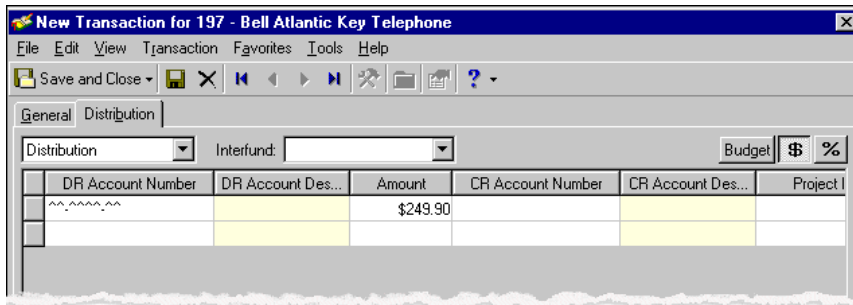 New Transaction for 197 - Bell Atlantic Key Telephone
File Edit View Transaction Favorites Tools Help
Save and Close ?
General Distribution
Distribution Interfund: Budget $ %
DR Account Number DR Account Des... Amount CR Account Number CR Account Des... Project I
^^-^^^^-^^ $249.90